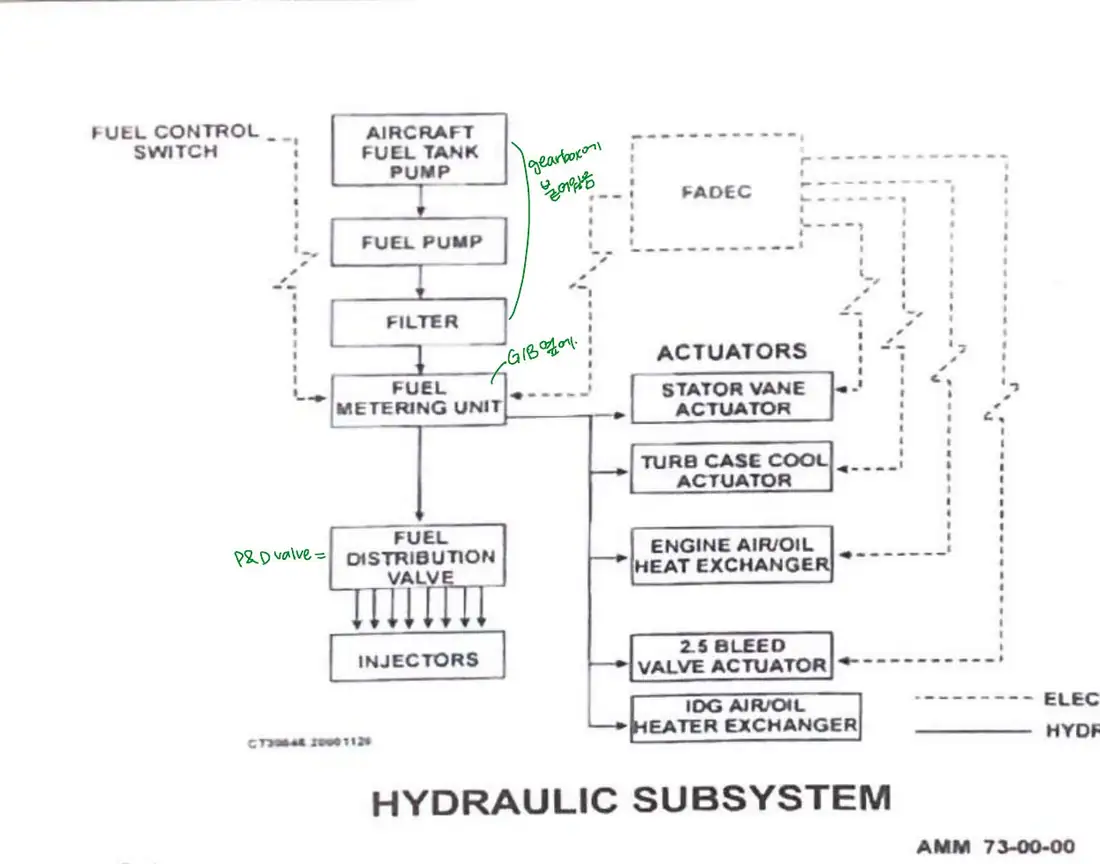 FUEL CONTROL
SWITCH
AIRCRAFT
FUEL TANK
PUMP
gearbox에
붙어있음
FUEL PUMP
FILTER
G/B옆에.
FUEL
METERING UNIT
P&D valve =
FUEL
DISTRIBUTION
VALVE
INJECTORS
FADEC
ACTUATORS
STATOR VANE
ACTUATOR
TURB CASE COOL
ACTUATOR
ENGINE AIR/OIL
HEAT EXCHANGER
2.5 BLEED
VALVE ACTUATOR
IDG AIR/OIL
HEATER EXCHANGER
ELEC
HYDR
HYDRAULIC SUBSYSTEM
AMM 73-00-00